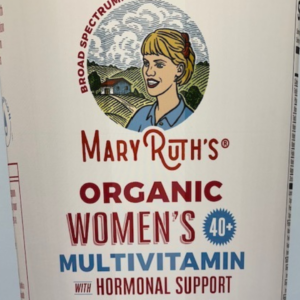 BROAD SPECTRUM
MARY RUTH'S®
ORGANIC
WOMEN'S 40+
MULTIVITAMIN
WITH HORMONAL SUPPORT